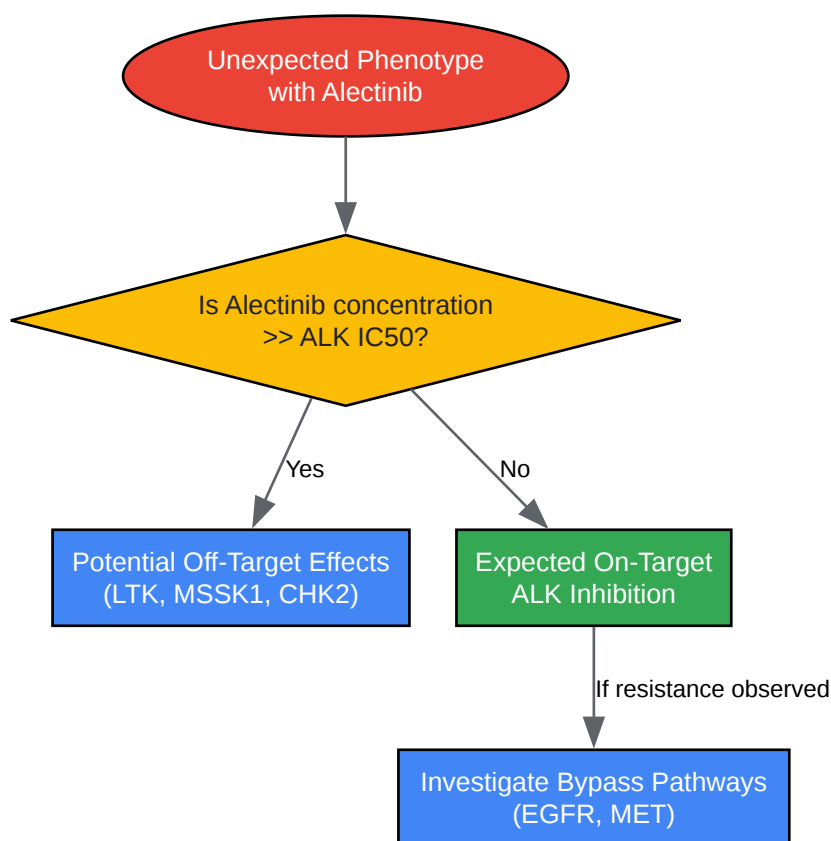 Unexpected Phenotype
with Alectinib
Is Alectinib concentration
>> ALK IC50?
Yes
No
Potential Off-Target Effects
(LTK, MSSK1, CHK2)
Expected On-Target
ALK Inhibition
If resistance observed
Investigate Bypass Pathways
(EGFR, MET)